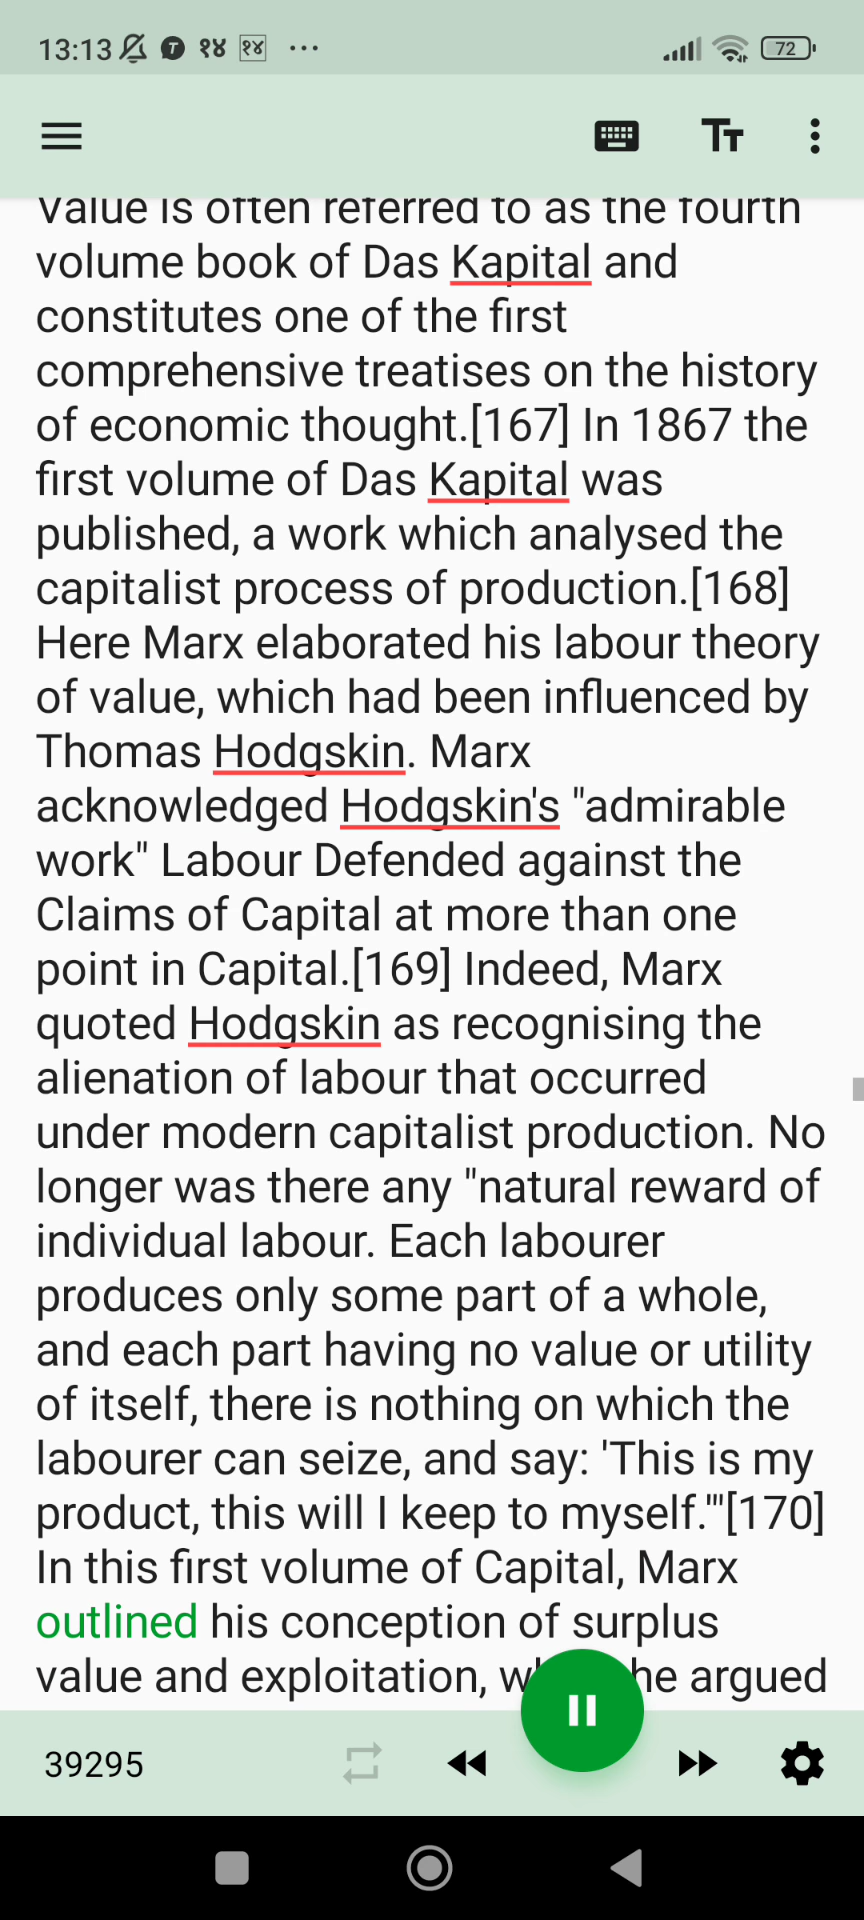 13:13 T १४ १४ ... 72
Value is often referred to as the fourth
volume book of Das Kapital and
constitutes one of the first
comprehensive treatises on the history
of economic thought.[167] In 1867 the
first volume of Das Kapital was
published, a work which analysed the
capitalist process of production.[168]
Here Marx elaborated his labour theory
of value, which had been influenced by
Thomas Hodgskin. Marx
acknowledged Hodgskin's "admirable
work" Labour Defended against the
Claims of Capital at more than one
point in Capital.[169] Indeed, Marx
quoted Hodgskin as recognising the
alienation of labour that occurred
under modern capitalist production. No
longer was there any "natural reward of
individual labour. Each labourer
produces only some part of a whole,
and each part having no value or utility
of itself, there is nothing on which the
labourer can seize, and say: 'This is my
product, this will I keep to myself.'"[170]
In this first volume of Capital, Marx
outlined his conception of surplus
value and exploitation, he argued
39295